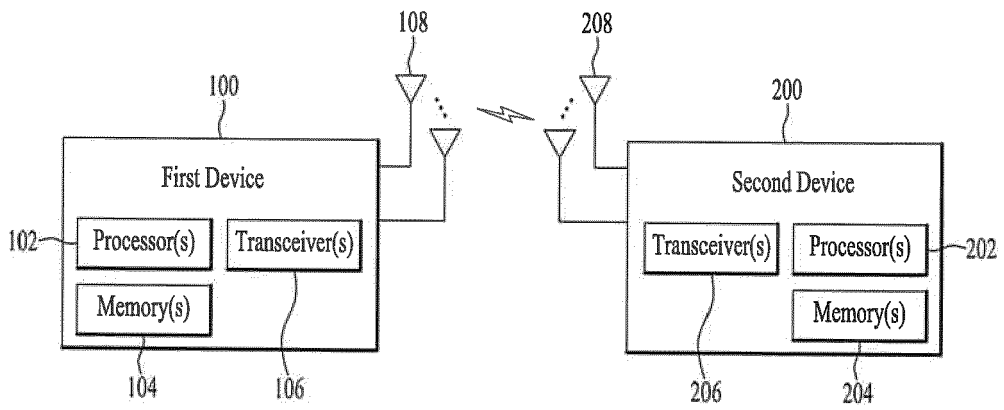 108
208
100
200
First Device
Second Device
102
Processor(s)
Transceiver(s)
Transceiver(s)
Processor(s)
202
Memory(s)
Memory(s)
104
106
206
204